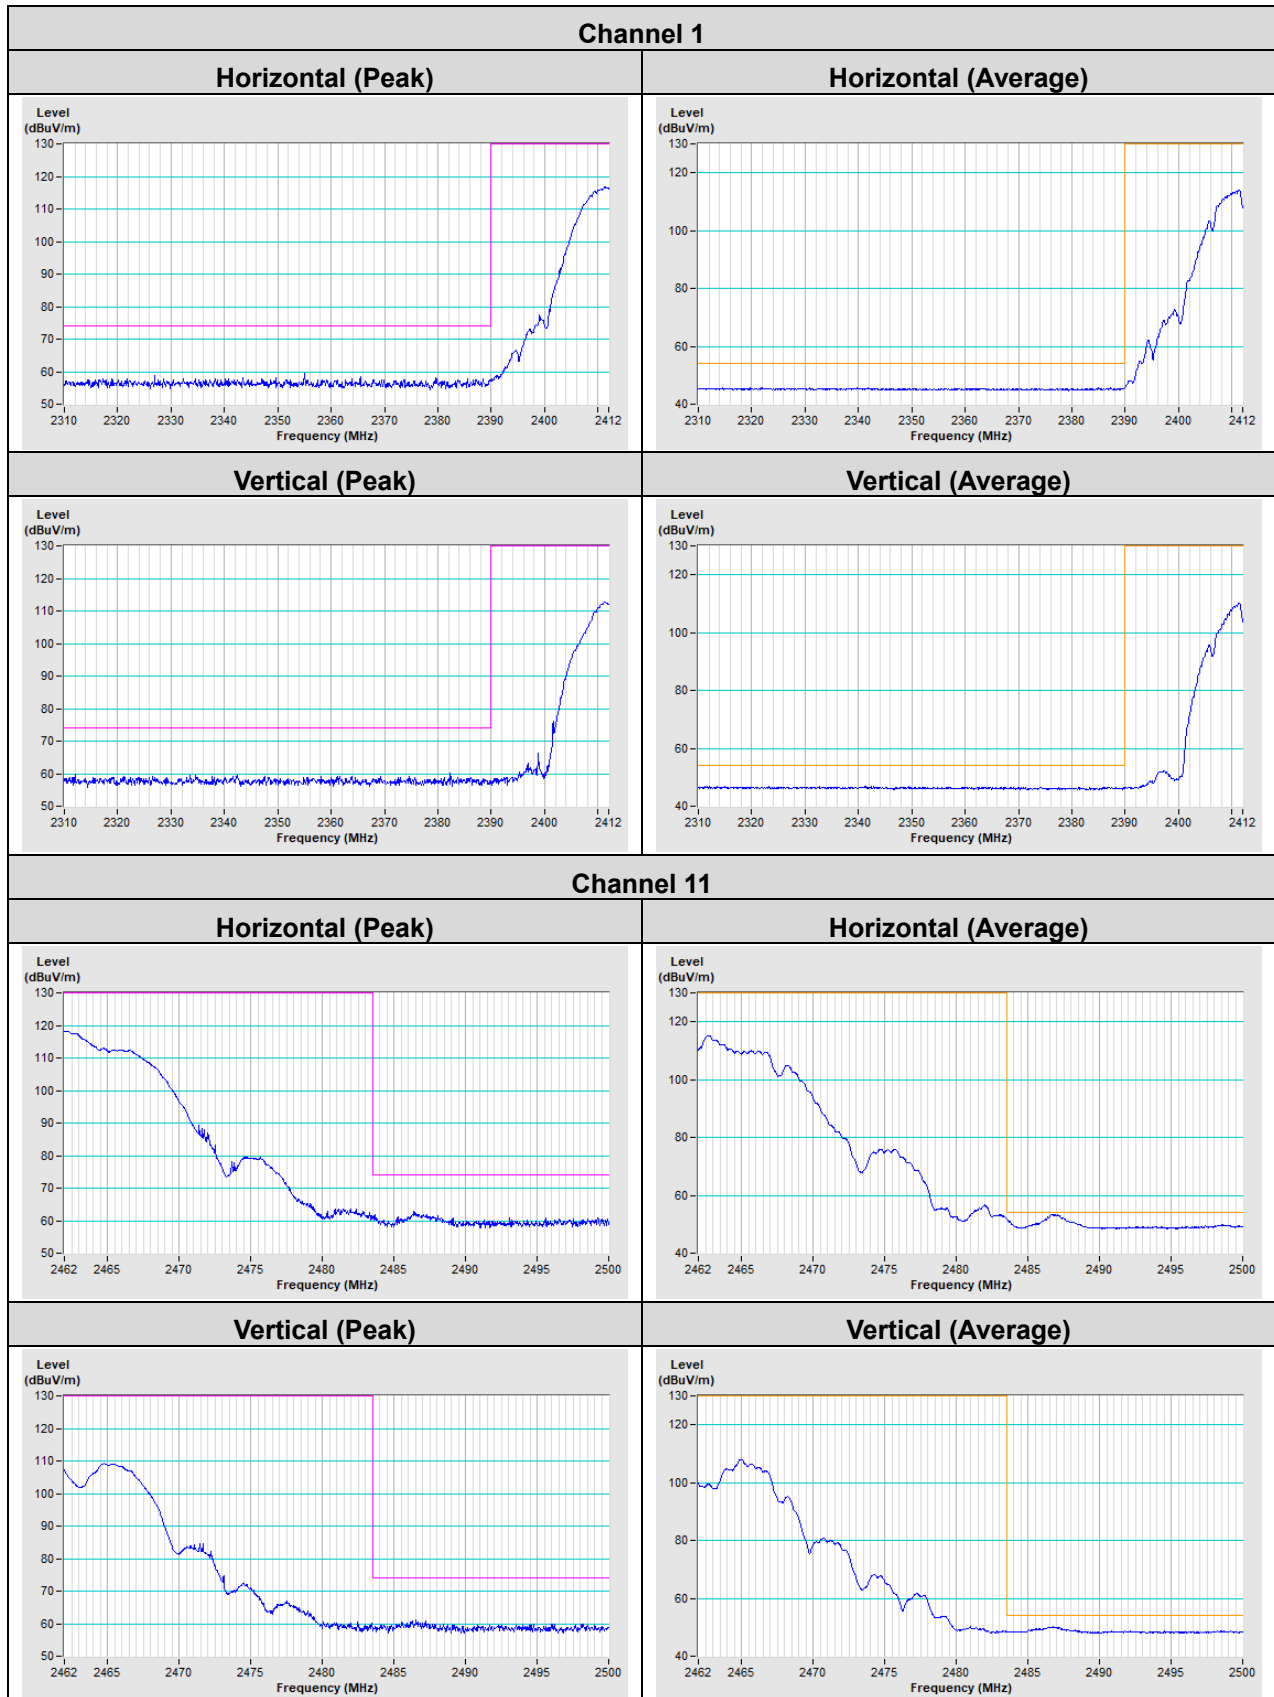 Channel 1
Horizontal (Peak)
Horizontal (Average)
Level
(dBuV/m)
130
120
110
100
90
80
70
60
50
2310 2320 2330 2340 2350 2360 2370 2380 2390 2400 2412
Frequency (MHz)
Level
(dBuV/m)
130
120
100
80
60
40
2310 2320 2330 2340 2350 2360 2370 2380 2390 2400 2412
Frequency (MHz)
Vertical (Peak)
Vertical (Average)
Level
(dBuV/m)
130
120
110
100
90
80
70
60
50
2310 2320 2330 2340 2350 2360 2370 2380 2390 2400 2412
Frequency (MHz)
Level
(dBuV/m)
130
120
100
80
60
40
2310 2320 2330 2340 2350 2360 2370 2380 2390 2400 2412
Frequency (MHz)
Channel 11
Horizontal (Peak)
Horizontal (Average)
Level
(dBuV/m)
130
120
110
100
90
80
70
60
50
2462 2465 2470 2475 2480 2485 2490 2495 2500
Frequency (MHz)
Level
(dBuV/m)
130
120
100
80
60
40
2462 2465 2470 2475 2480 2485 2490 2495 2500
Frequency (MHz)
Vertical (Peak)
Vertical (Average)
Level
(dBuV/m)
130
120
110
100
90
80
70
60
50
2462 2465 2470 2475 2480 2485 2490 2495 2500
Frequency (MHz)
Level
(dBuV/m)
130
120
100
80
60
40
2462 2465 2470 2475 2480 2485 2490 2495 2500
Frequency (MHz)